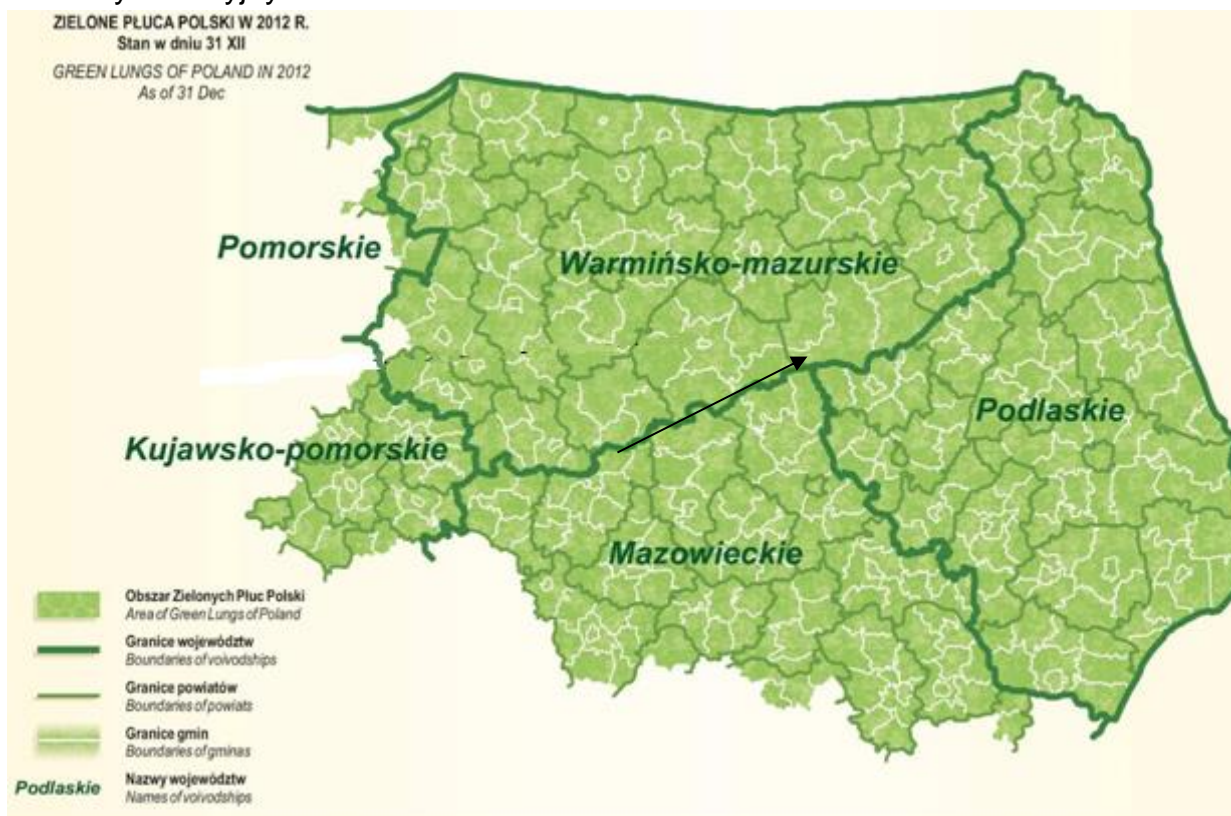 ZIELONE PŁUCA POLSKI W 2012 R.
Stan w dniu 31 XII
GREEN LUNGS OF POLAND IN 2012
As of 31 Dec
Pomorskie
Warmińsko-mazurskie
Podlaskie
Kujawsko-pomorskie
Mazowieckie
Obszar Zielonych Płuc Polski
Area of Green Lungs of Poland
Granice województw
Boundaries of voivodships
Granice powiatów
Boundaries of powiats
Granice gmin
Boundaries of gminas
Podlaskie
Nazwy województw
Names of voivodships